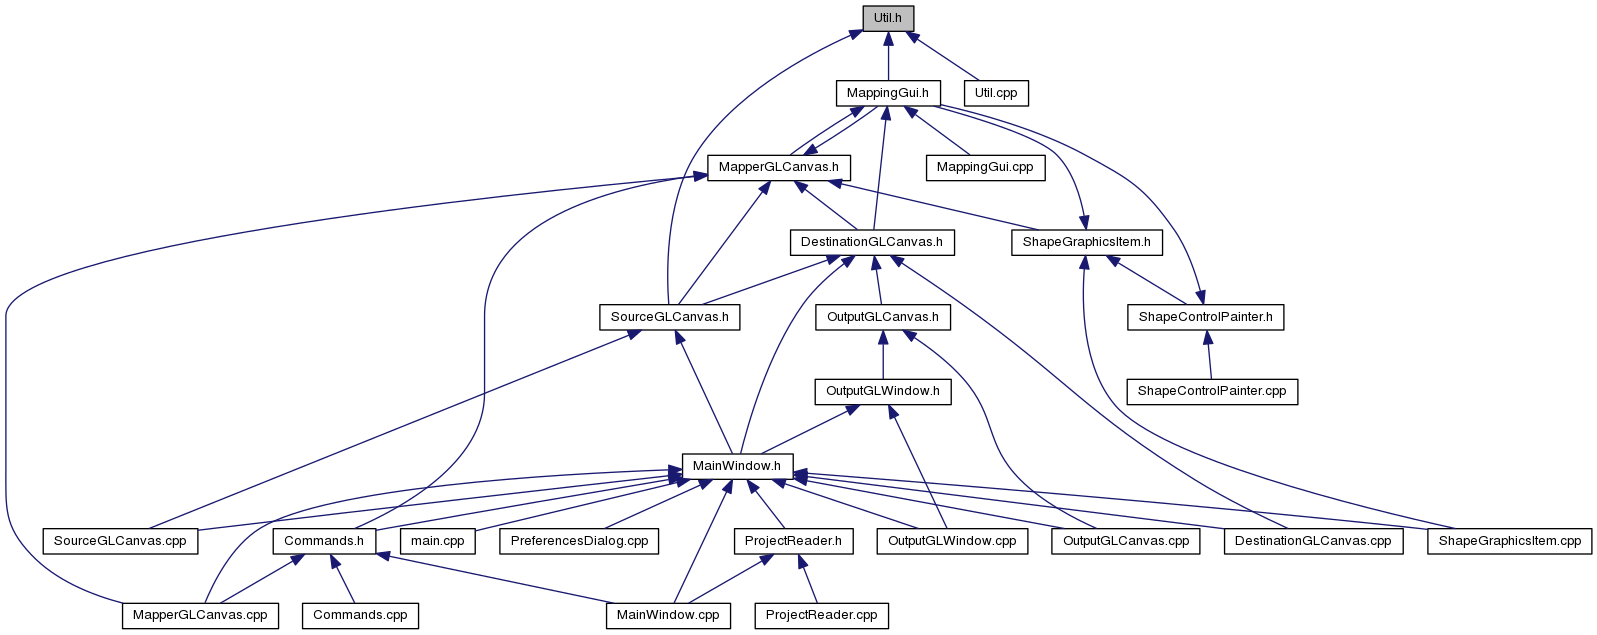 Util.h
MappingGui.h
Util.cpp
MapperGLCanvas.h
MappingGui.cpp
DestinationGLCanvas.h
ShapeGraphicsItem.h
SourceGLCanvas.h
OutputGLCanvas.h
ShapeControlPainter.h
OutputGLWindow.h
ShapeControlPainter.cpp
MainWindow.h
SourceGLCanvas.cpp
Commands.h
main.cpp
PreferencesDialog.cpp
ProjectReader.h
OutputGLWindow.cpp
OutputGLCanvas.cpp
DestinationGLCanvas.cpp
ShapeGraphicsItem.cpp
MapperGLCanvas.cpp
Commands.cpp
MainWindow.cpp
ProjectReader.cpp